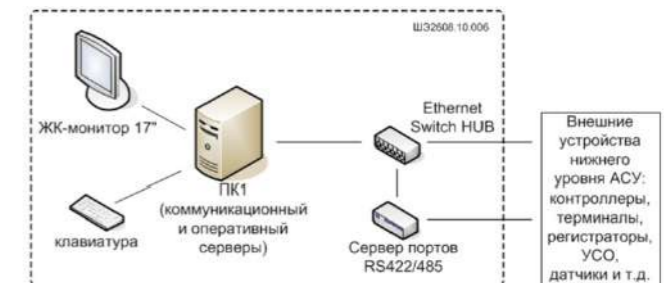 ШЭ2608.10.006
ЖК-монитор 17"
клавиатура
ПК1
(коммуникационный
и оперативный
серверы)
Ethernet
Switch HUB
Сервер портов
RS422/485
Внешние
устройства
нижнего
уровня АСУ:
контроллеры,
терминалы,
регистраторы,
УСО,
датчики и т.д.